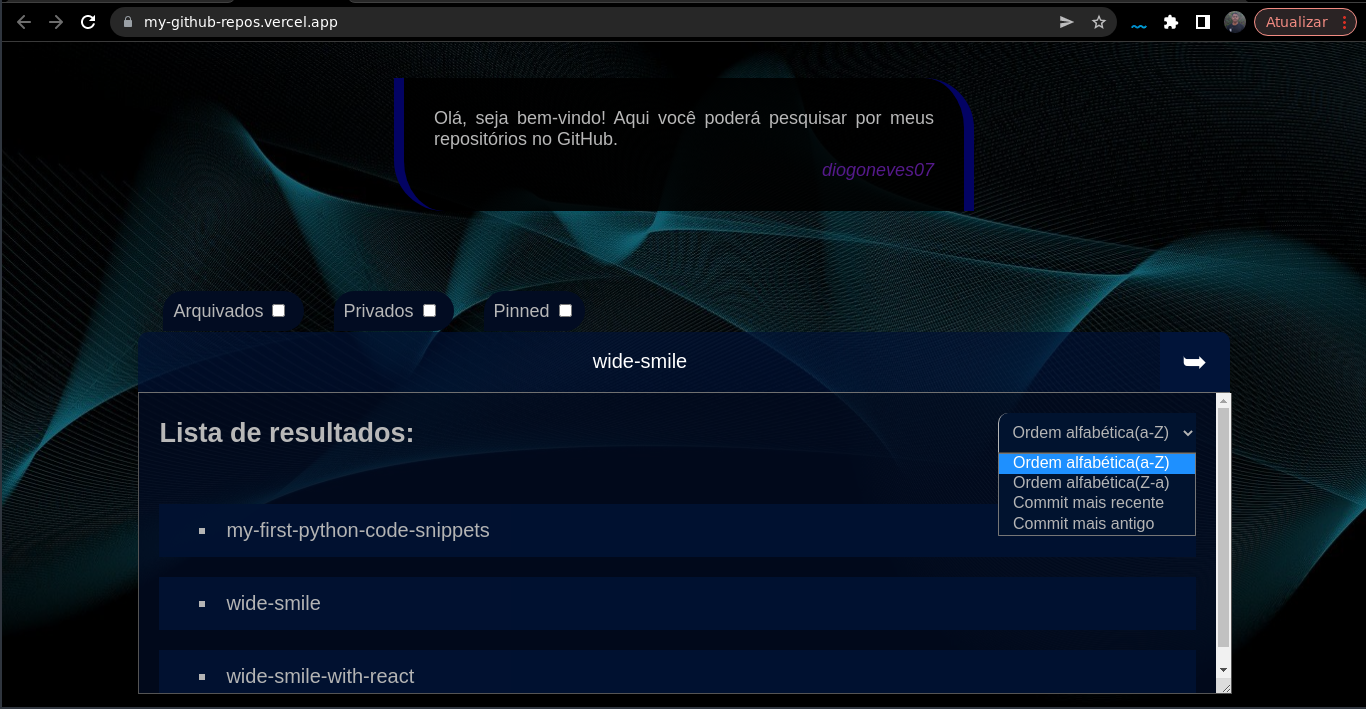 my-github-repos.vercel.app
Atualizar
Olá, seja bem-vindo! Aqui você poderá pesquisar por meus
repositórios no GitHub.
diogoneves07
Arquivados
Privados
Pinned
wide-smile
Lista de resultados:
Ordem alfabética(a-Z)
Ordem alfabética(a-Z)
Ordem alfabética(Z-a)
Commit mais recente
Commit mais antigo
my-first-python-code-snippets
wide-smile
wide-smile-with-react